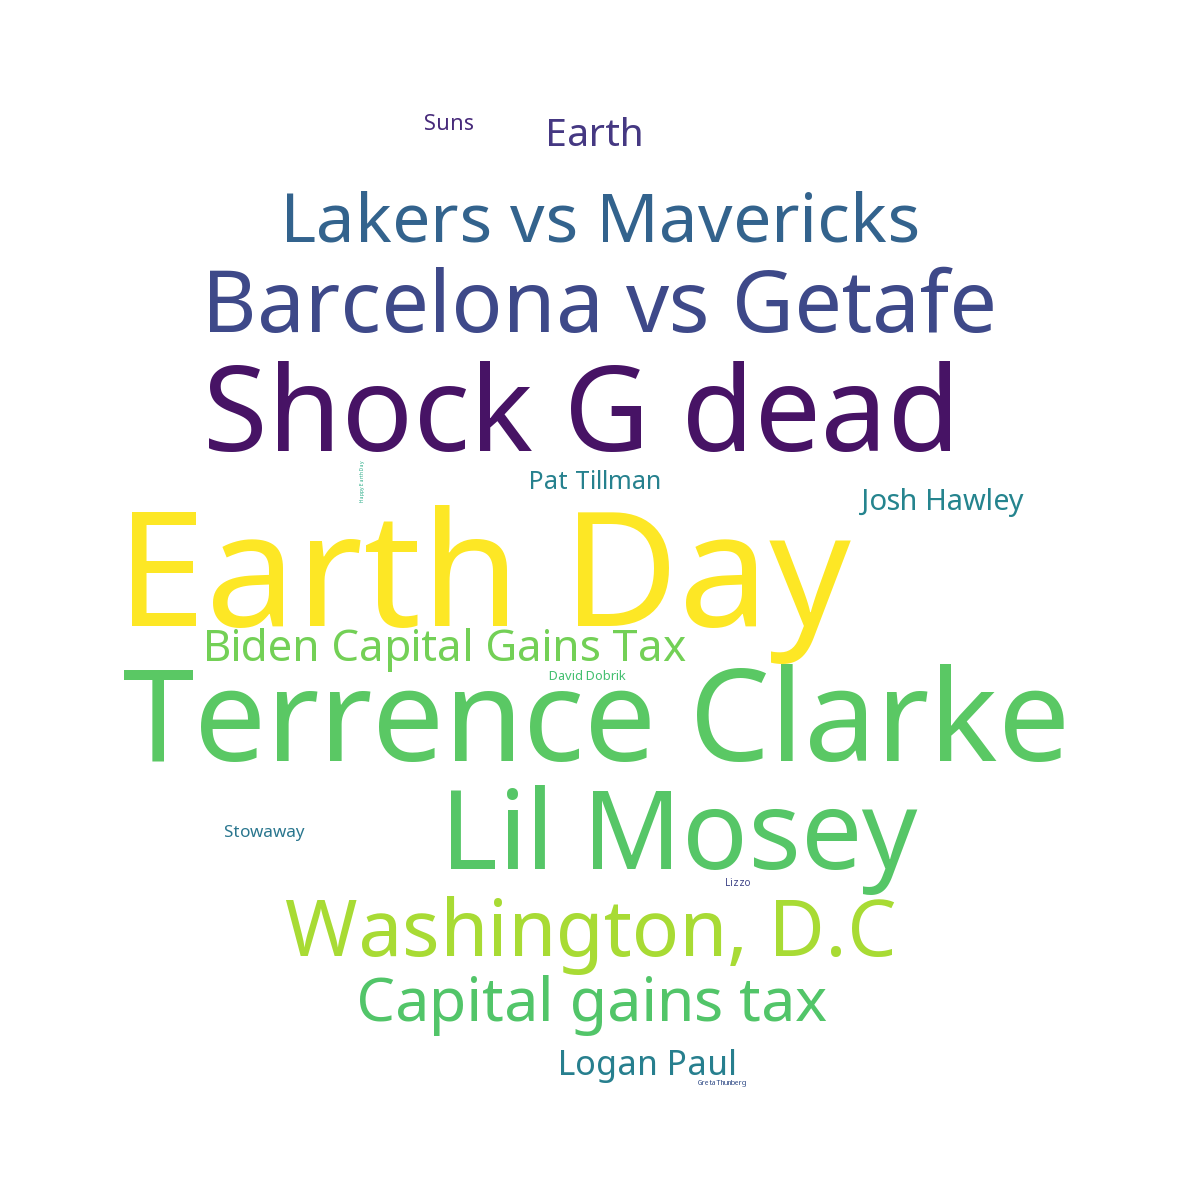 Suns
Earth
Lakers vs Mavericks
Barcelona vs Getafe
Shock G dead
Happy Earth Day
Pat Tillman
Josh Hawley
Earth Day
Biden Capital Gains Tax
David Dobrik
Terrence Clarke
Lil Mosey
Stowaway
Lizzo
Washington, D.C
Capital gains tax
Logan Paul
Greta Thunberg